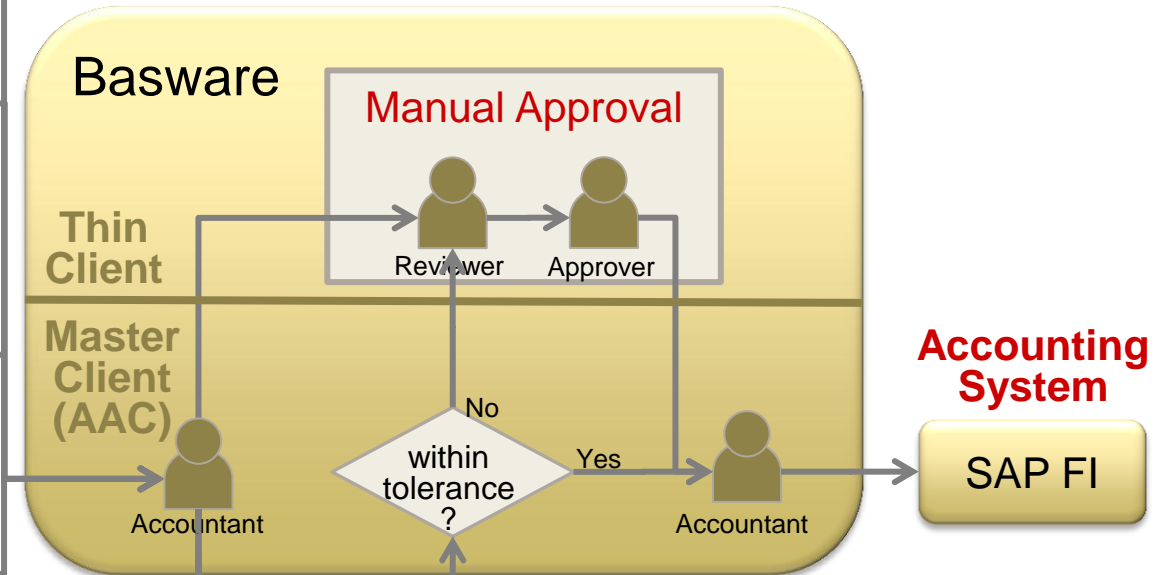 Basware
Manual Approval
Thin
Client
Reviewer
Approver
Master
Client
(AAC)
Accountant
No
within
tolerance
?
Yes
Accountant
Accounting
System
SAP FI